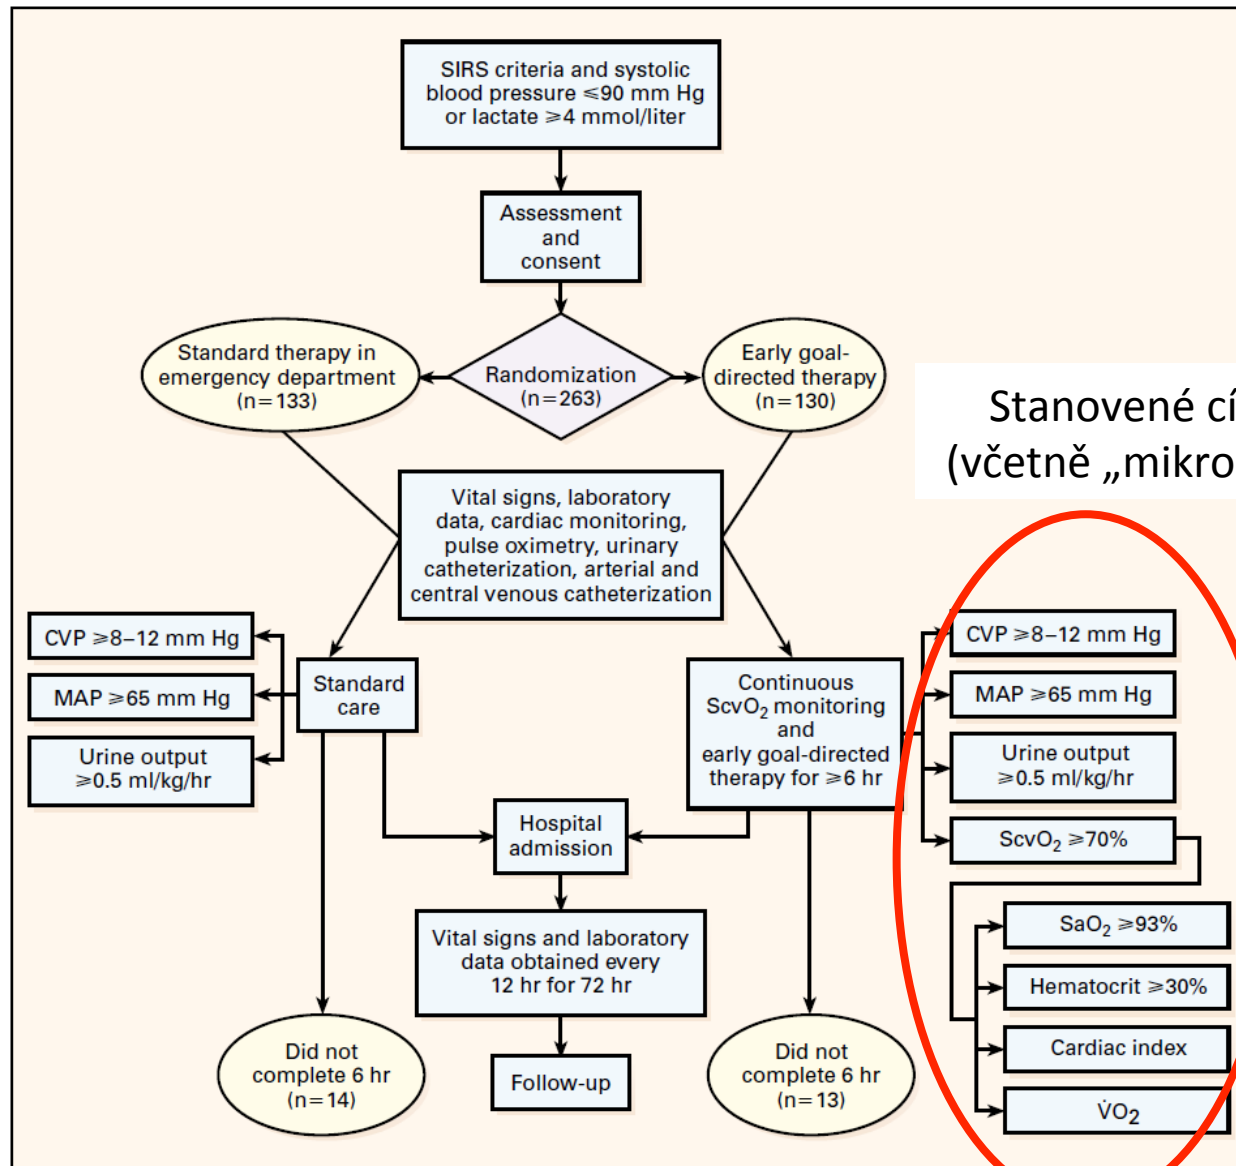 SIRS criteria and systolic
blood pressure ≤90 mm Hg
or lactate ≥4 mmol/liter
Assessment
and
consent
Standard therapy in
emergency department
(n=133)
Randomization
(n=263)
Early goal-
directed therapy
(n=130)
Stanovené
(včetně
Vital signs, laboratory
data, cardiac monitoring,
pulse oximetry, urinary
catheterization, arterial and
central venous catheterization
CVP ≥8–12 mm Hg
MAP ≥65 mm Hg
Urine output
≥0.5 ml/kg/hr
Standard
care
Continuous
ScvO₂ monitoring
and
early goal-directed
therapy for ≥6 hr
CVP ≥8–12 mm Hg
MAP ≥65 mm Hg
Urine output
≥0.5 ml/kg/hr
ScvO₂ ≥70%
Hospital
admission
SaO₂ ≥93%
Hematocrit ≥30%
Cardiac index
V̇O₂
Vital signs and laboratory
data obtained every
12 hr for 72 hr
Did not
complete 6 hr
(n=14)
Follow-up
Did not
complete 6 hr
(n=13)